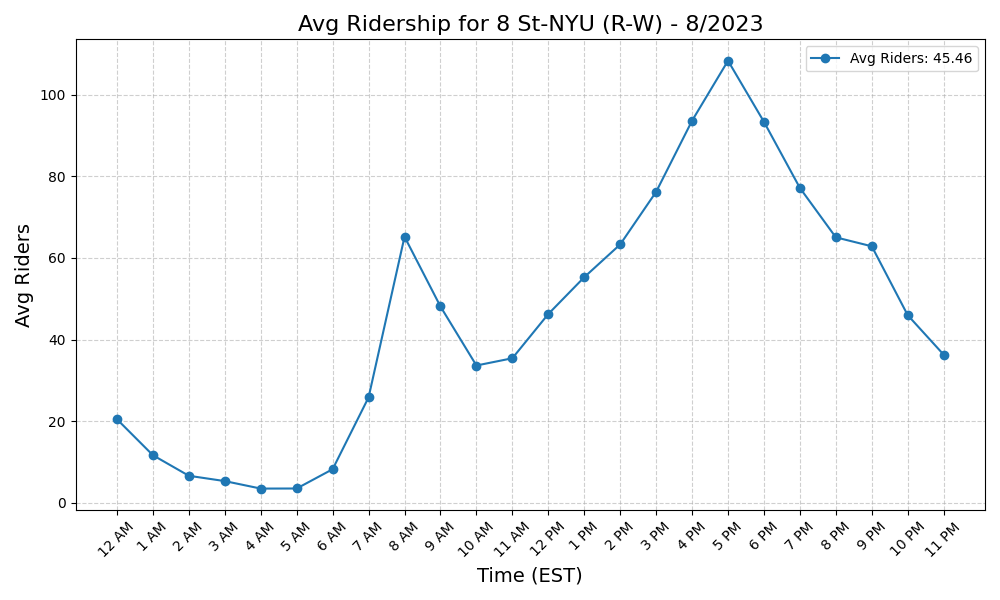 Avg Ridership for 8 St-NYU (R-W) - 8/2023
Avg Riders: 45.46
Avg Riders
100
80
60
40
20
0
12 AM
1 AM
2 AM
3 AM
4 AM
5 AM
6 AM
7 AM
8 AM
9 AM
10 AM
11 AM
12 PM
1 PM
2 PM
3 PM
4 PM
5 PM
6 PM
7 PM
8 PM
9 PM
10 PM
11 PM
Time (EST)